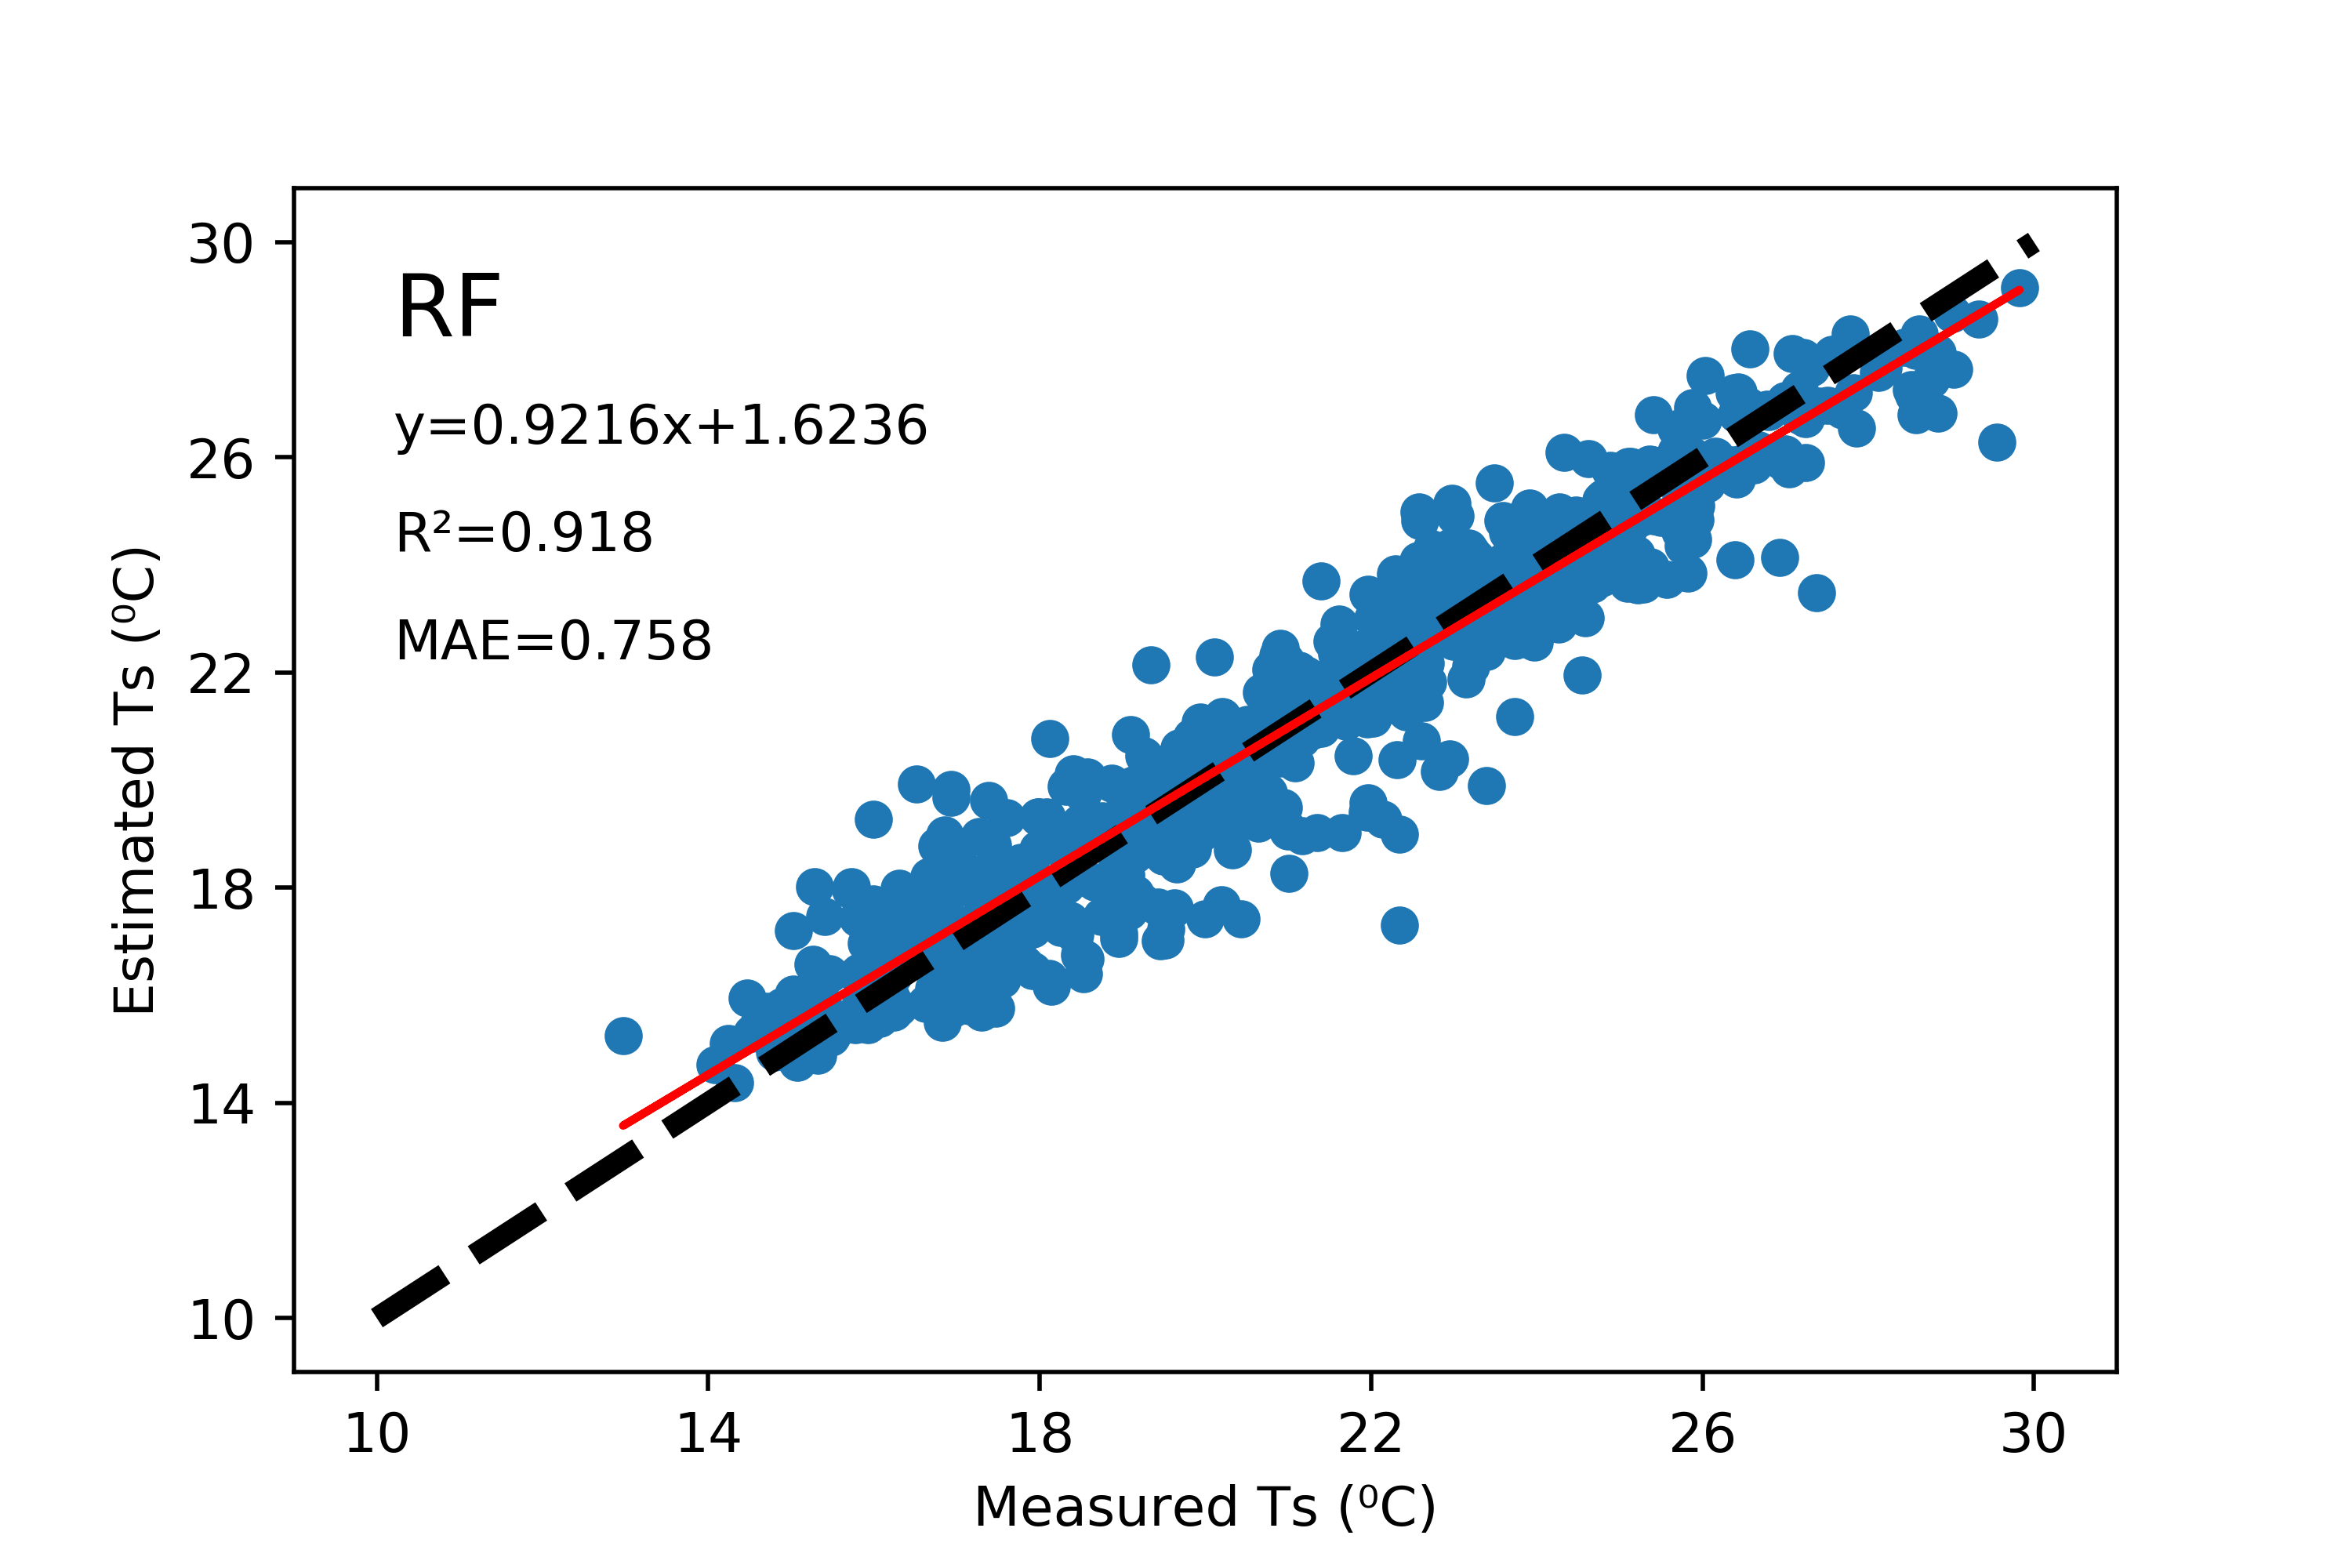 RF
y=0.9216x+1.6236
R²=0.918
MAE=0.758
30
26
22
18
14
10
Estimated Ts (⁰C)
10 14 18 22 26 30
Measured Ts (⁰C)